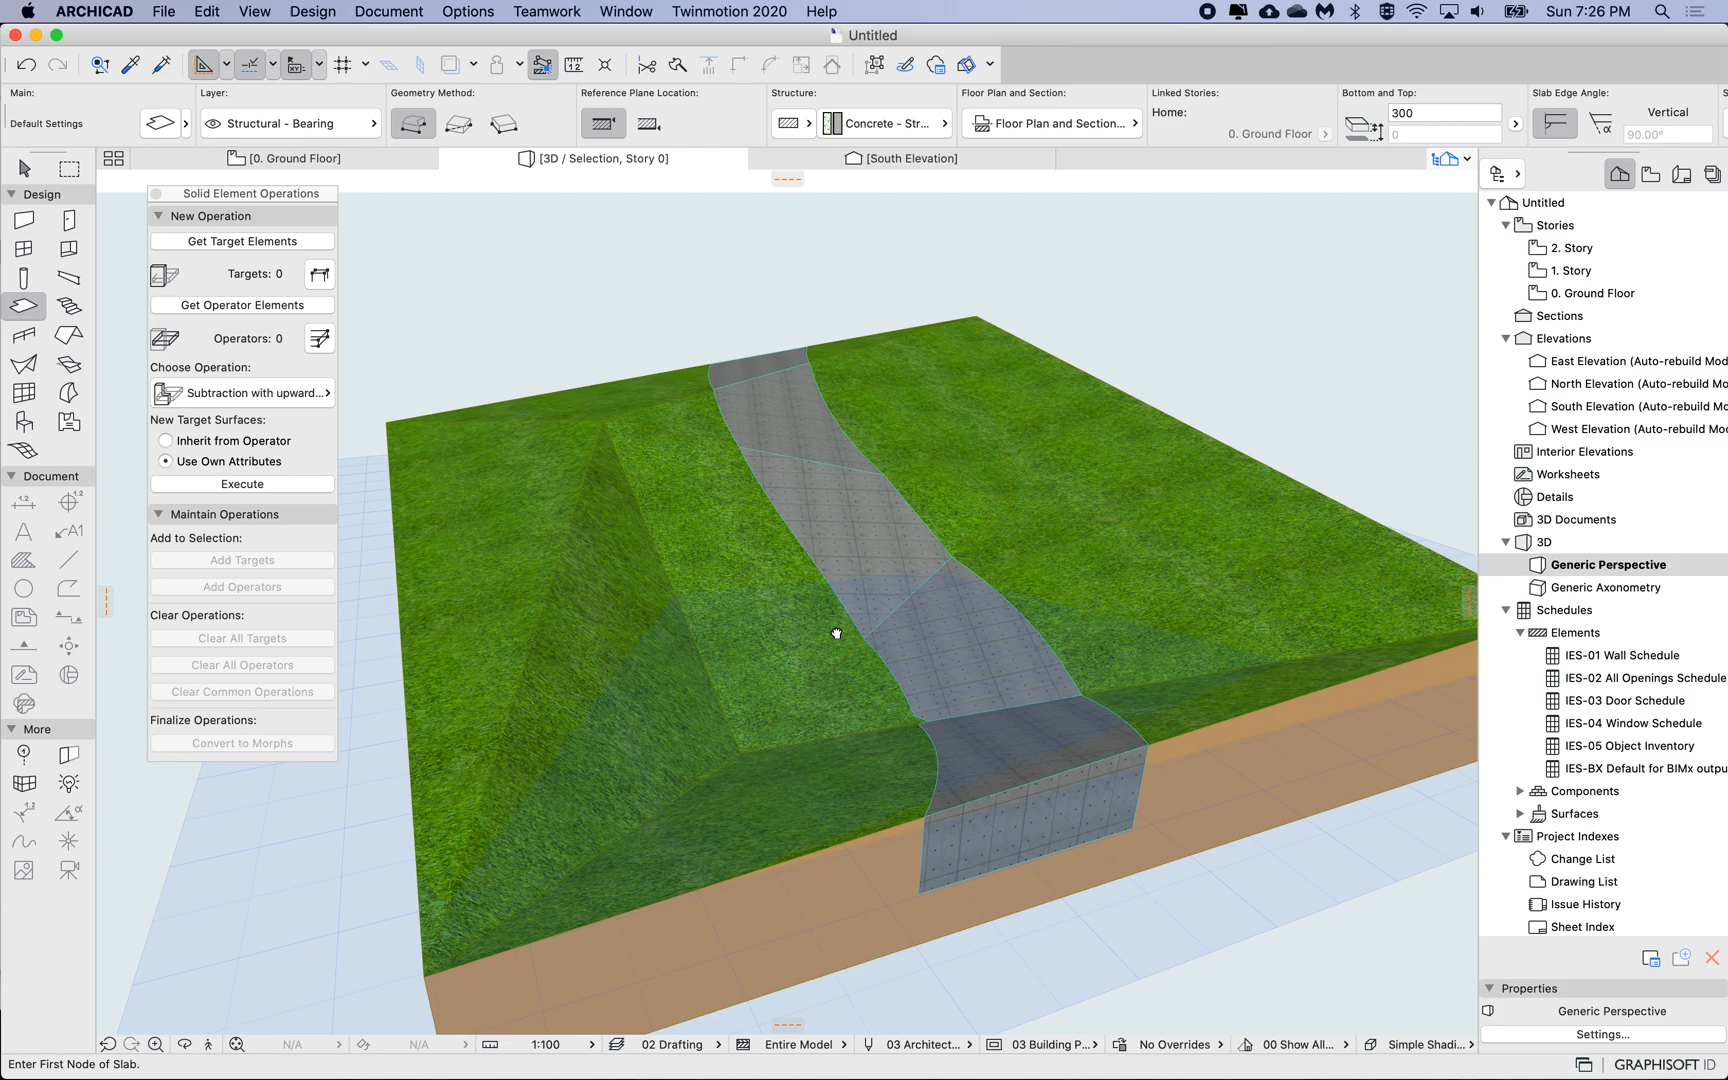 ARCHICAD File Edit View Design Document Options Teamwork Window Twinmotion 2020 Help Sun 7:26 PM
Untitled
Main: Layer: Geometry Method: Reference Plane Location: Structure: Floor Plan and Section: Linked Stories: Bottom and Top: Slab Edge Angle: S
Default Settings Structural - Bearing Concrete - Str... Floor Plan and Section... Home: 0. Ground Floor 300 0 Vertical 90.00°
[0. Ground Floor] [3D / Selection, Story 0] [South Elevation]
Design
Document
More
Solid Element Operations
New Operation
Get Target Elements
Targets: 0
Get Operator Elements
Operators: 0
Choose Operation:
Subtraction with upward...
New Target Surfaces:
Inherit from Operator
Use Own Attributes
Execute
Maintain Operations
Add to Selection:
Add Targets
Add Operators
Clear Operations:
Clear All Targets
Clear All Operators
Clear Common Operations
Finalize Operations:
Convert to Morphs
Untitled
Stories
2. Story
1. Story
0. Ground Floor
Sections
Elevations
East Elevation (Auto-rebuild Mod
North Elevation (Auto-rebuild Mo
South Elevation (Auto-rebuild Mo
West Elevation (Auto-rebuild Mod
Interior Elevations
Worksheets
Details
3D Documents
3D
Generic Perspective
Generic Axonometry
Schedules
Elements
IES-01 Wall Schedule
IES-02 All Openings Schedule
IES-03 Door Schedule
IES-04 Window Schedule
IES-05 Object Inventory
IES-BX Default for BIMx outpu
Components
Surfaces
Project Indexes
Change List
Drawing List
Issue History
Sheet Index
Properties
Generic Perspective
Settings...
N/A N/A 1:100 02 Drafting Entire Model 03 Architect... 03 Building P... No Overrides 00 Show All... Simple Shadi...
Enter First Node of Slab. GRAPHISOFT ID